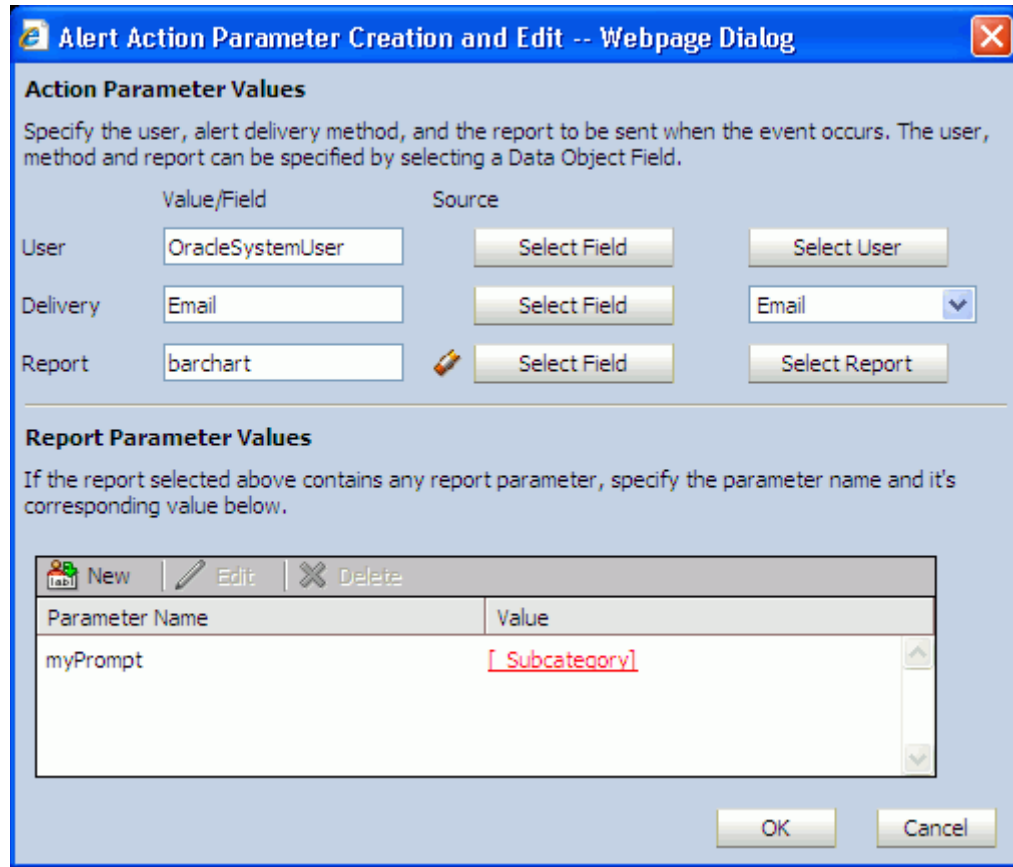 Alert Action Parameter Creation and Edit -- Webpage Dialog
Action Parameter Values
Specify the user, alert delivery method, and the report to be sent when the event occurs. The user,
method and report can be specified by selecting a Data Object Field.
Value/Field Source
User OracleSystemUser Select Field Select User
Delivery Email Select Field Email
Report barchart Select Field Select Report
Report Parameter Values
If the report selected above contains any report parameter, specify the parameter name and it's
corresponding value below.
New Edit Delete
Parameter Name Value
myPrompt [_Subcategory]
OK Cancel